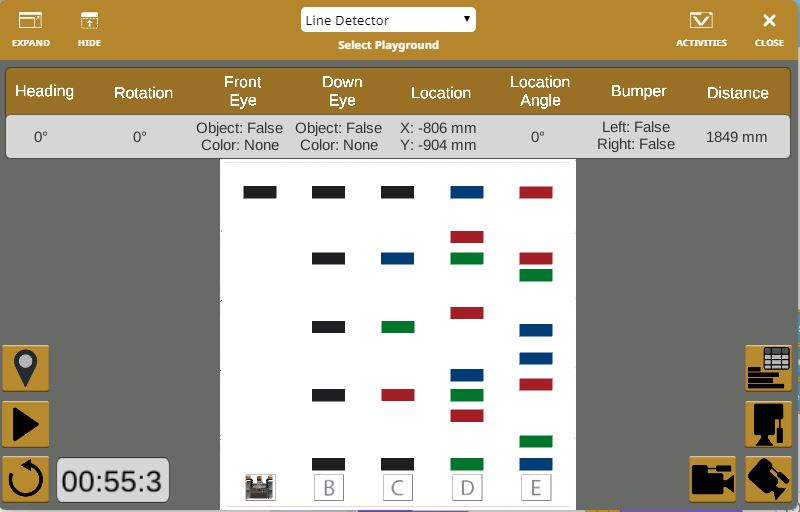 Line Detector
Select Playground
EXPAND
HIDE
ACTIVITIES
CLOSE
Heading
Rotation
Front
Eye
Down
Eye
Location
Location
Angle
Bumper
Distance
0°
0°
Object: False
Color: None
Object: False
Color: None
X: -806 mm
Y: -904 mm
0°
Left: False
Right: False
1849 mm
00:55:3
B
C
D
E